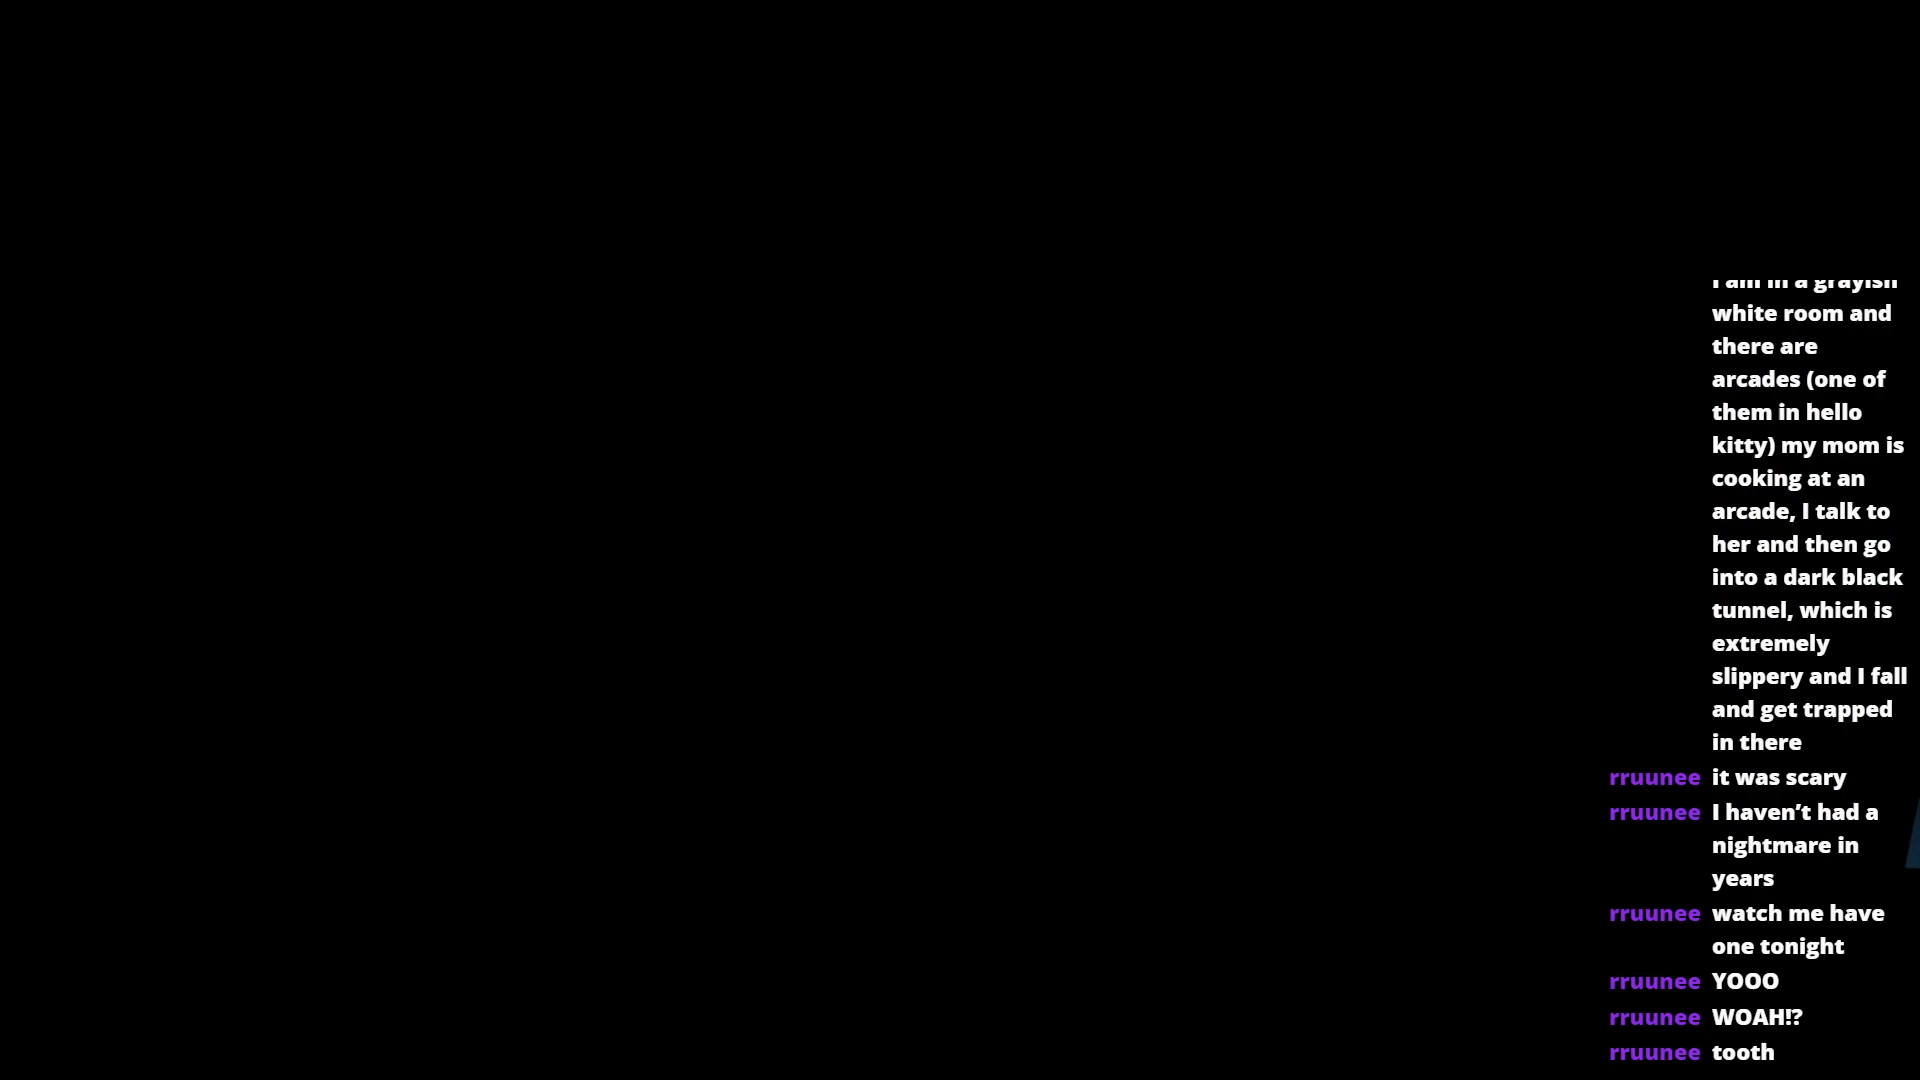 I am in a grayish
white room and
there are
arcades (one of
them in hello
kitty) my mom is
cooking at an
arcade, I talk to
her and then go
into a dark black
tunnel, which is
extremely
slippery and I fall
and get trapped
in there
rruunee it was scary
rruunee I haven’t had a
nightmare in
years
rruunee watch me have
one tonight
rruunee YOOO
rruunee WOAH!?
rruunee tooth